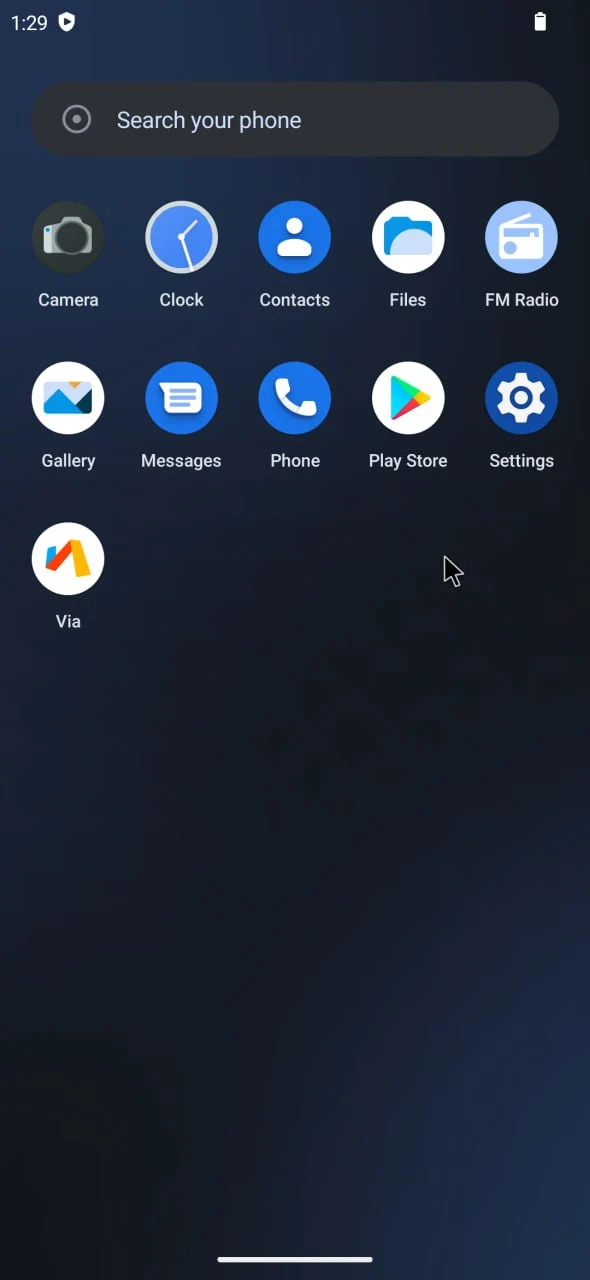 1:29
Search your phone
Camera Clock Contacts Files FM Radio
Gallery Messages Phone Play Store Settings
Via